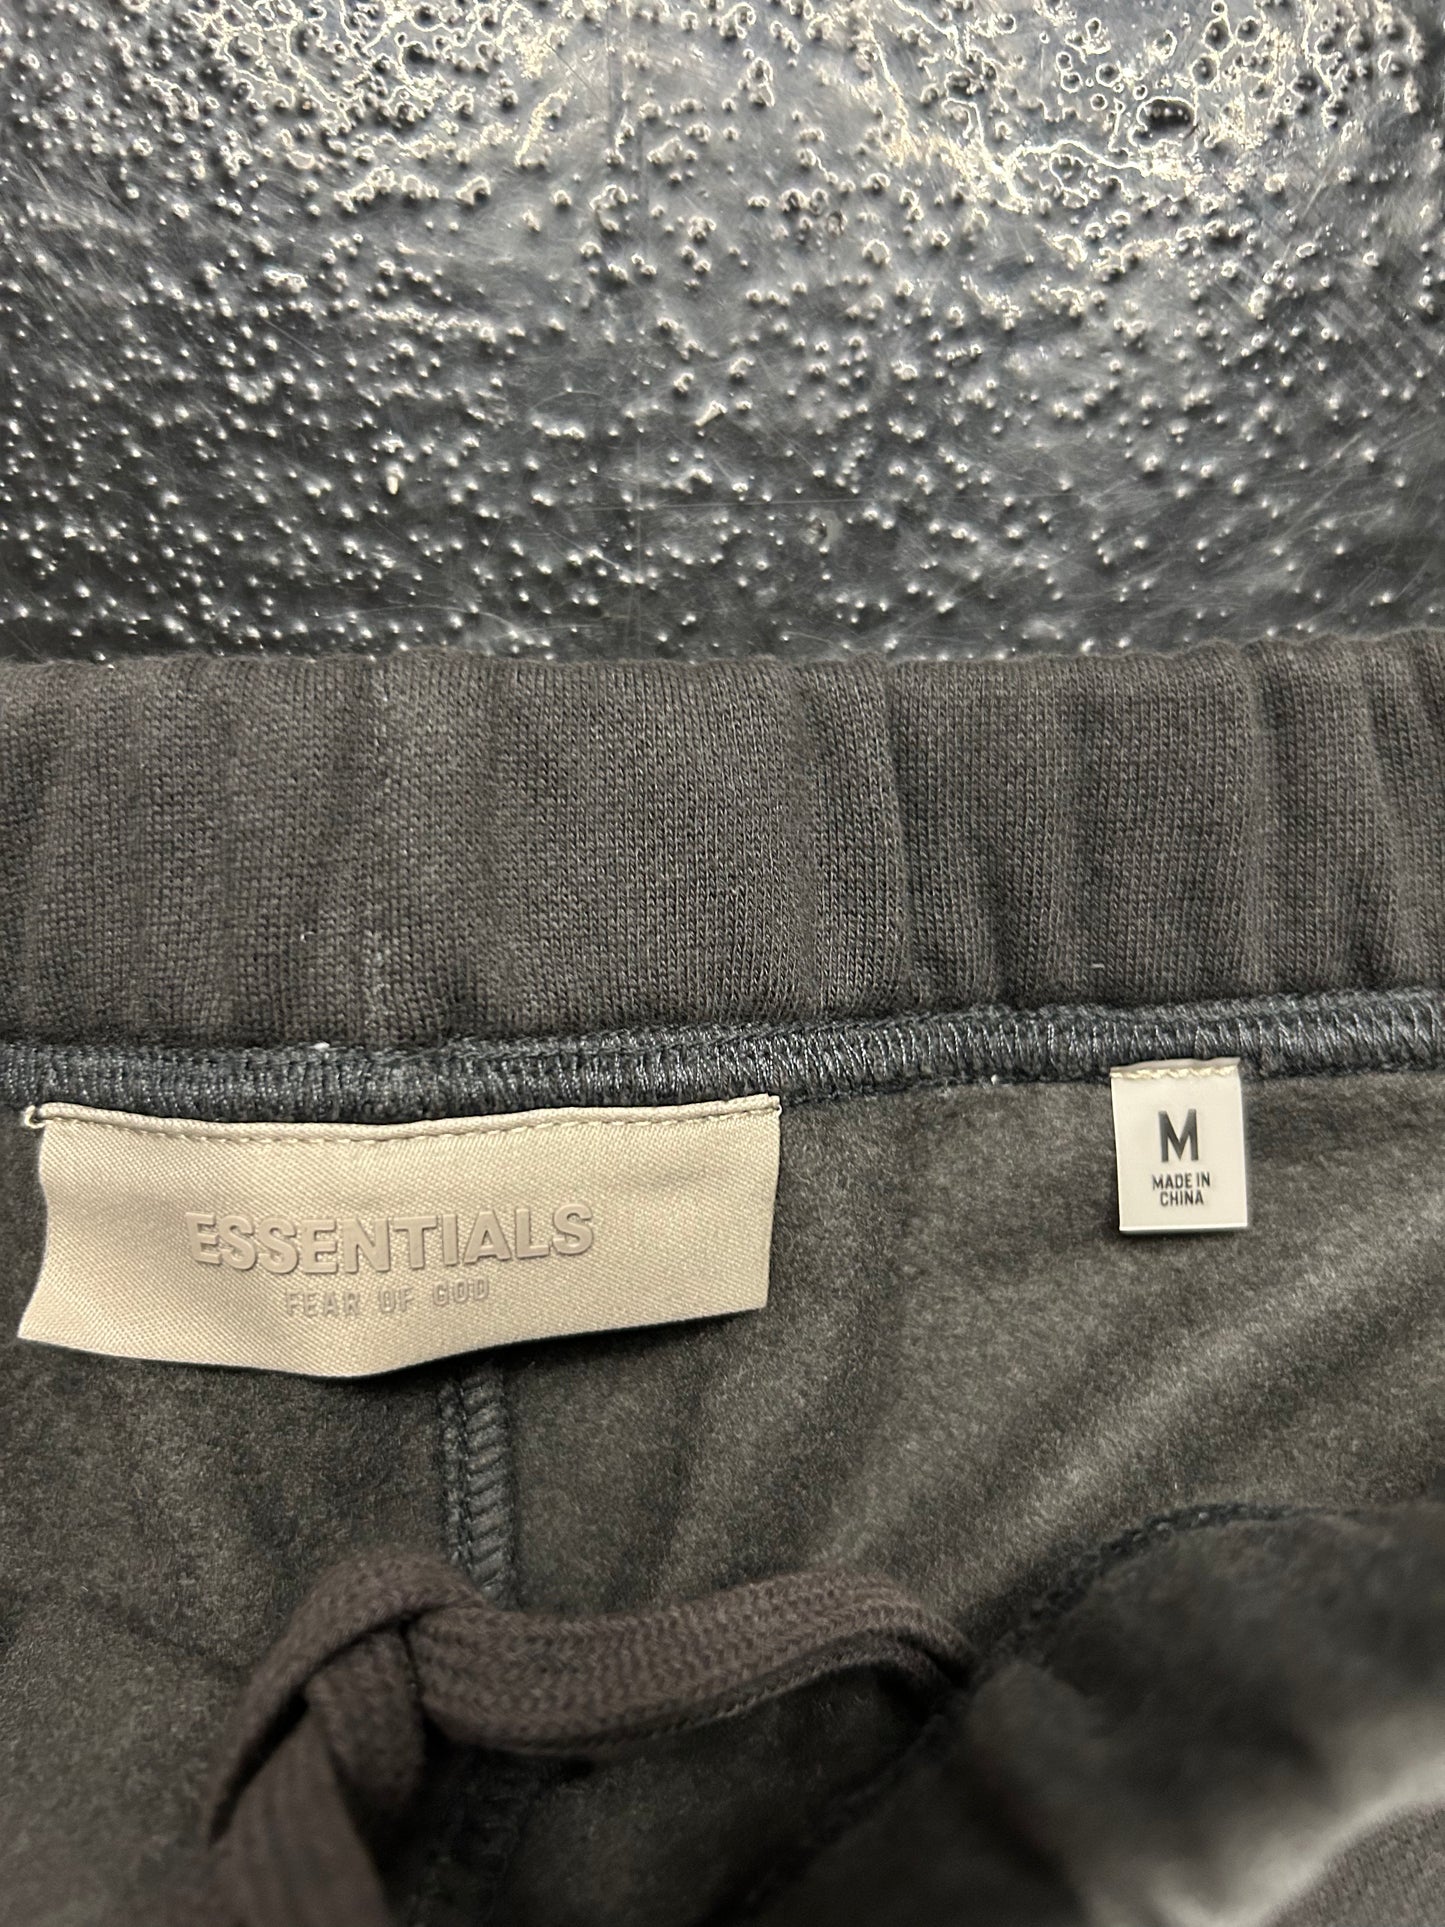 ESSENTIALS
FEAR OF GOD
M
MADE IN
CHINA